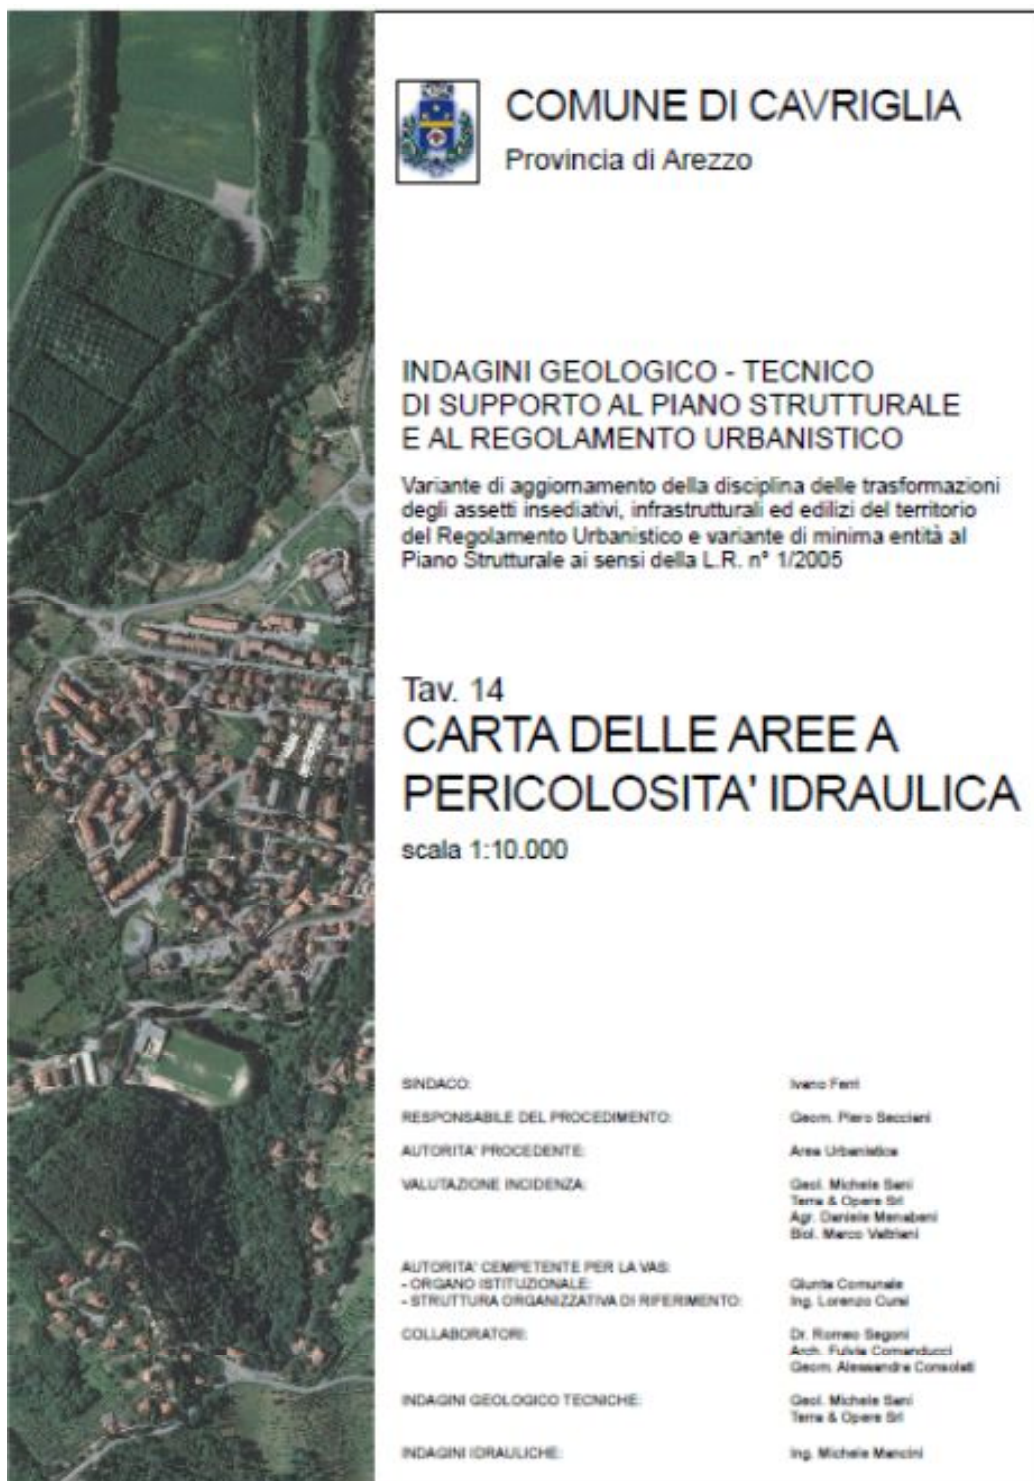 COMUNE DI CAVRIGLIA
Provincia di Arezzo
INDAGINI GEOLOGICO - TECNICO
DI SUPPORTO AL PIANO STRUTTURALE
E AL REGOLAMENTO URBANISTICO
Variante di aggiornamento della disciplina delle trasformazioni
degli assetti insediativi, infrastrutturali ed edilizi del territorio
del Regolamento Urbanistico e variante di minima entità al
Piano Strutturale ai sensi della L.R. n° 1/2005
Tav. 14
CARTA DELLE AREE A
PERICOLOSITA' IDRAULICA
scala 1:10.000
SINDACO: Ivano Ferri
RESPONSABILE DEL PROCEDIMENTO: Geom. Piero Secciani
AUTORITA' PROCEDENTE: Area Urbanistica
VALUTAZIONE INCIDENZA: Geol. Michele Sani
Terra & Opere Srl
Agr. Daniele Menabeni
Biol. Marco Valtriani
AUTORITA' CEMPETENTE PER LA VAS:
- ORGANO ISTITUZIONALE: Giunta Comunale
- STRUTTURA ORGANIZZATIVA DI RIFERIMENTO: Ing. Lorenzo Cursi
COLLABORATORI: Dr. Romeo Segoni
Arch. Fulvia Comanducci
Geom. Alessandra Consolati
INDAGINI GEOLOGICO TECNICHE: Geol. Michele Sani
Terra & Opere Srl
INDAGINI IDRAULICHE: Ing. Michele Mancini